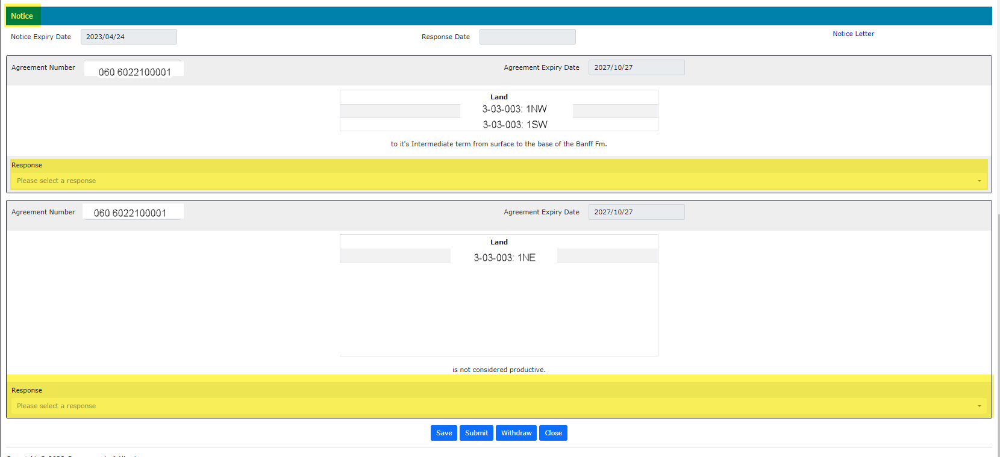 Notice
Notice Expiry Date 2023/04/24 Response Date Notice Letter
Agreement Number 060 6022100001 Agreement Expiry Date 2027/10/27
Land
3-03-003: 1NW
3-03-003: 1SW
to it's Intermediate term from surface to the base of the Banff Fm.
Response
Please select a response
Agreement Number 060 6022100001 Agreement Expiry Date 2027/10/27
Land
3-03-003: 1NE
is not considered productive.
Response
Please select a response
Save Submit Withdraw Close